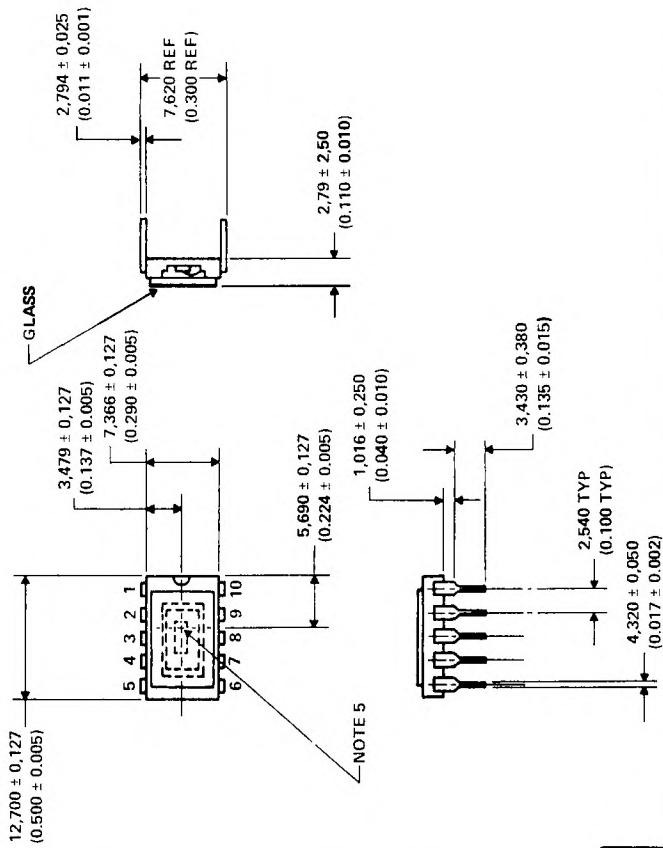 2,794 ± 0,025
(0.011 ± 0.001)
7,620 REF
(0.300 REF)
2,79 ± 2,50
(0.110 ± 0.010)
GLASS
3,479 ± 0,127
(0.137 ± 0.005)
7,366 ± 0,127
(0.290 ± 0.005)
5,690 ± 0,127
(0.224 ± 0.005)
12,700 ± 0,127
(0.500 ± 0.005)
1
2
3
4
5
10
9
8
7
6
NOTE 5
1,016 ± 0,250
(0.040 ± 0.010)
3,430 ± 0,380
(0.135 ± 0.015)
2,540 TYP
(0.100 TYP)
4,320 ± 0,050
(0.017 ± 0.002)